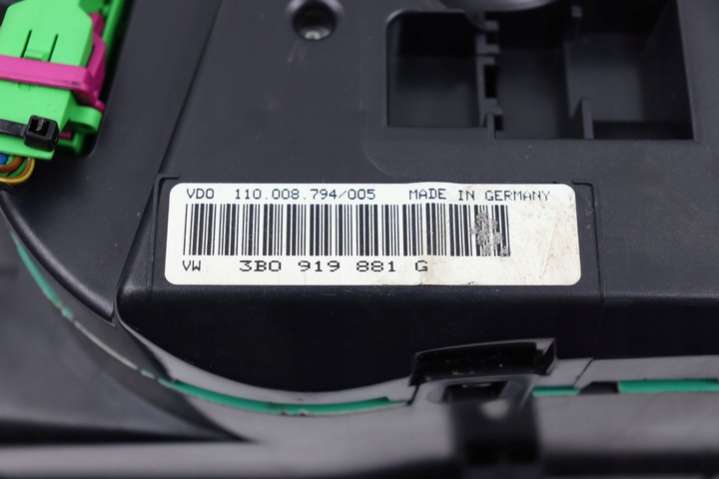 VDO 110.008.794/005 MADE IN GERMANY
VW 3B0 919 881 G